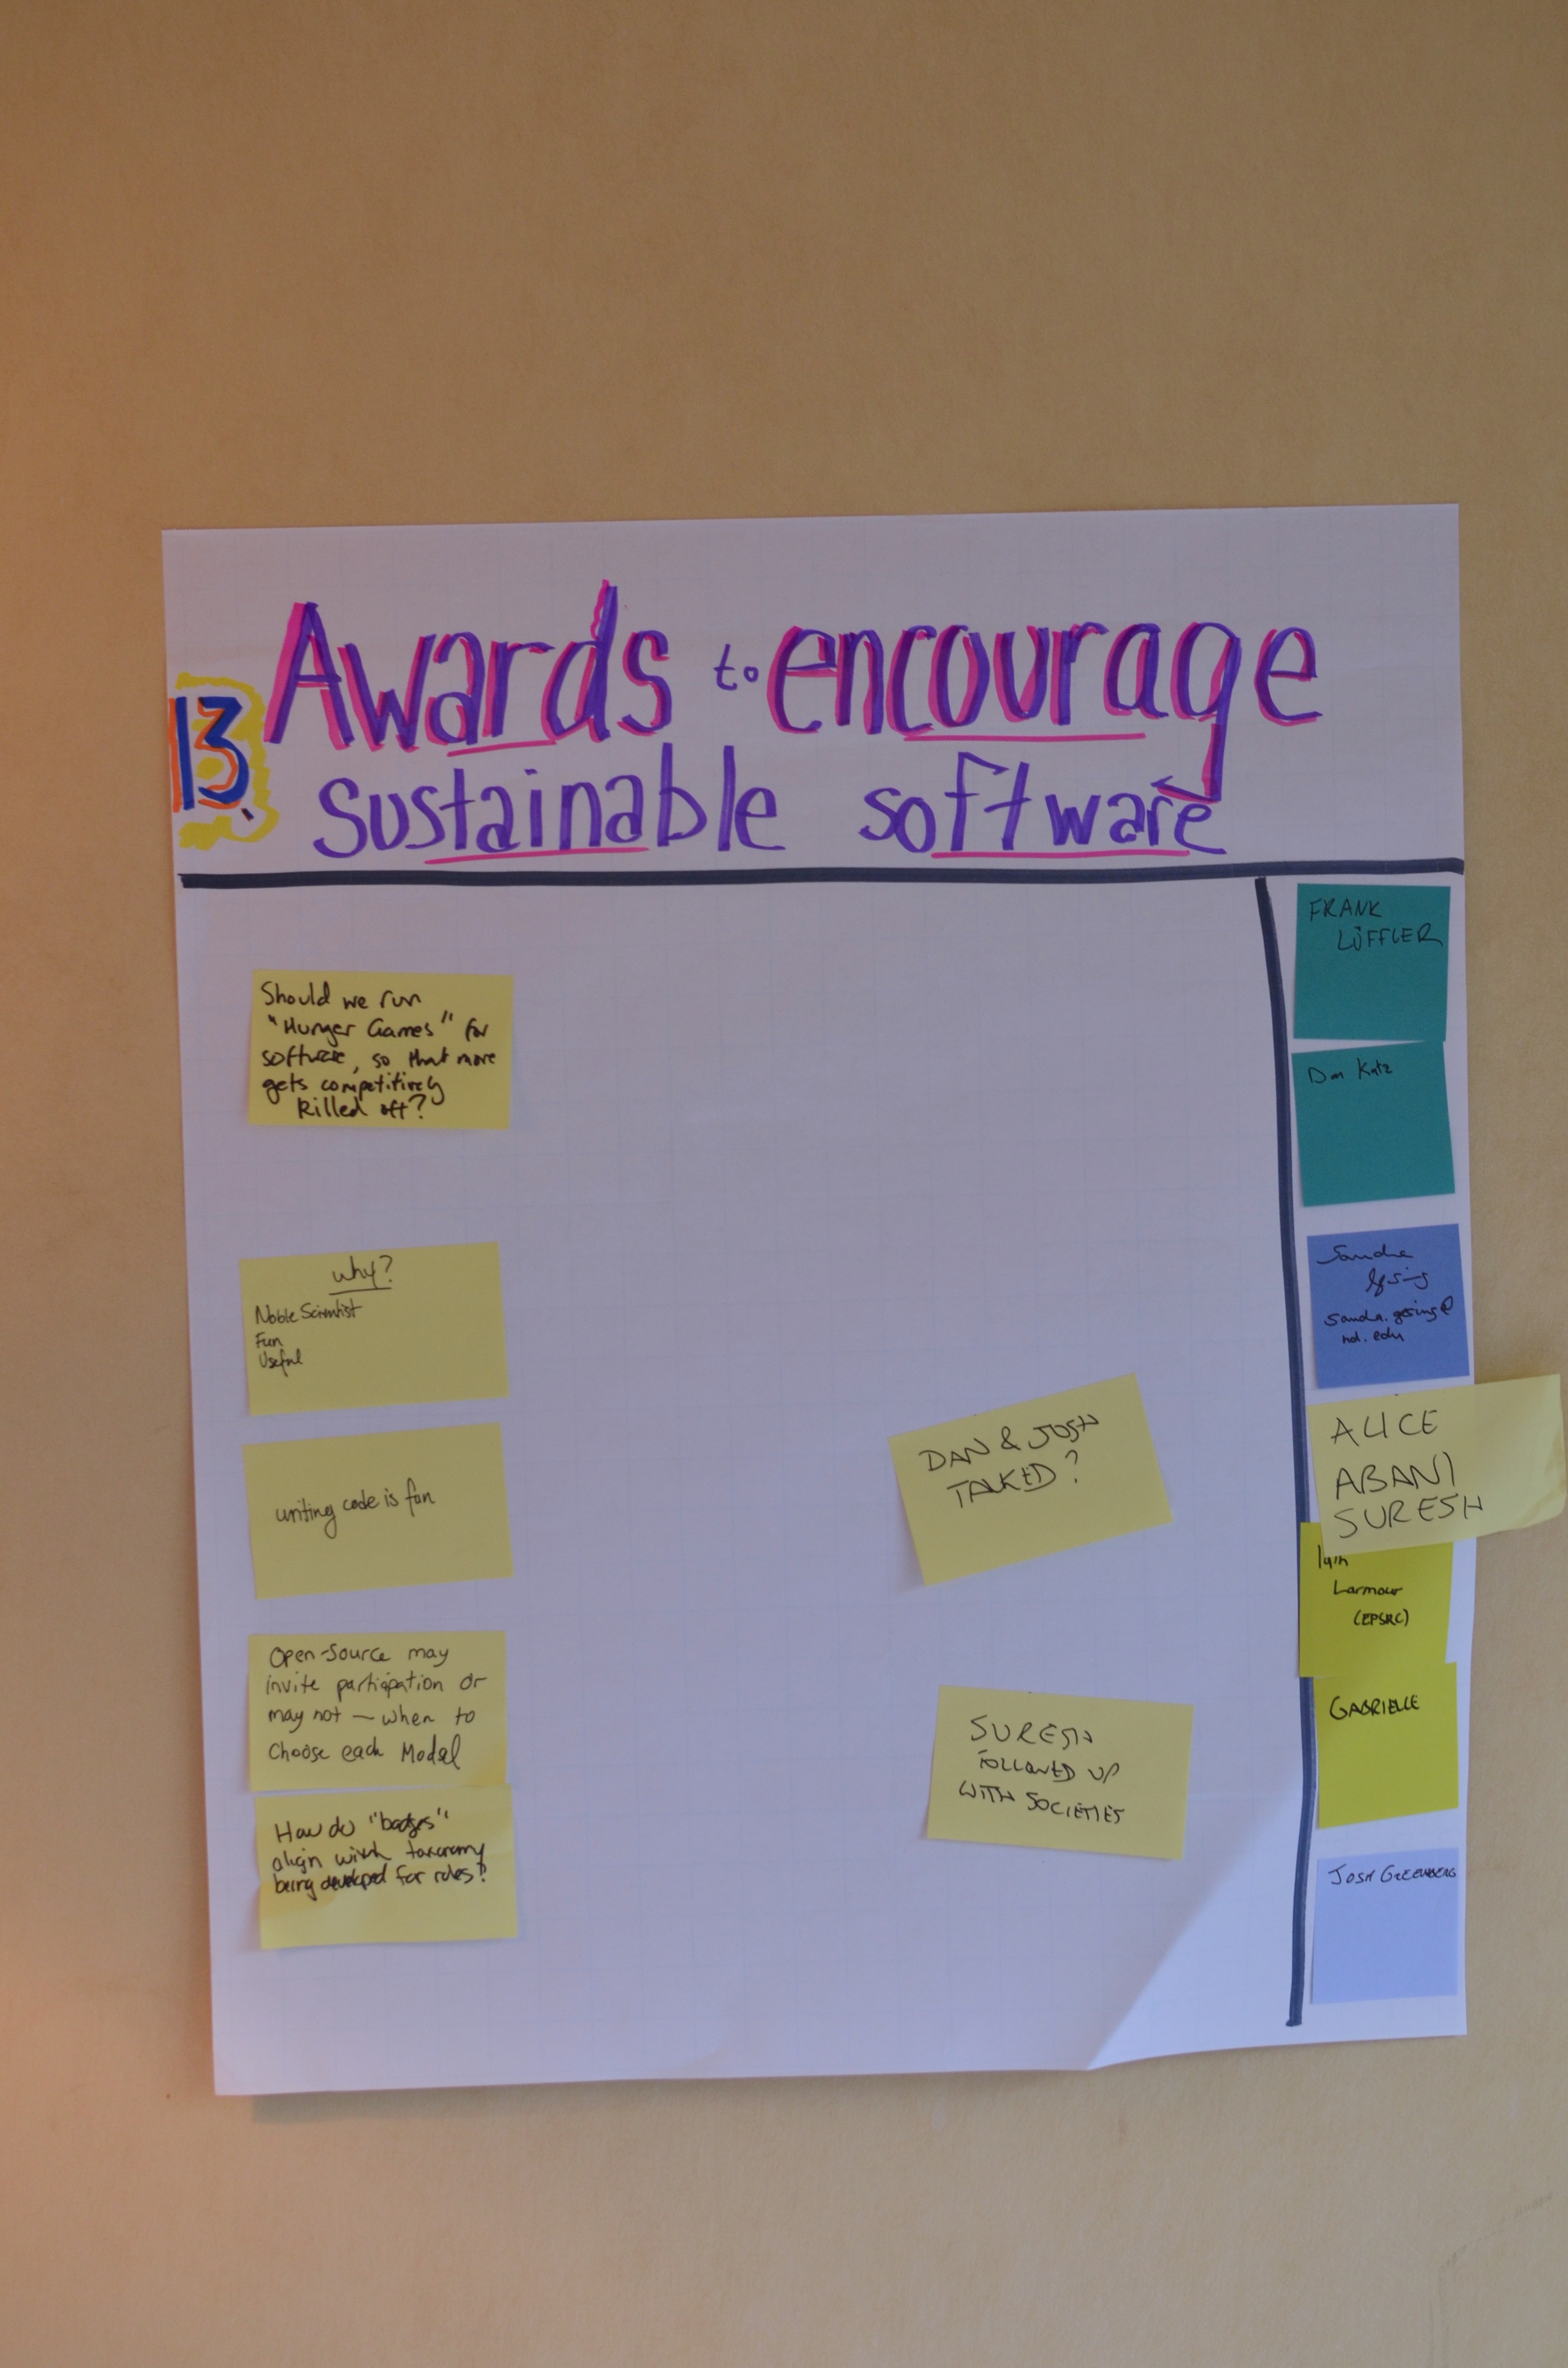 13.
Awards to encourage
sustainable software
Should we run
"Hunger Games" for
software, so that more
gets competitively
killed off?
Why?
Noble Scientist
Fun
Useful
writing code is fun
Open-Source may
invite participation or
may not — when to
choose each Model
How do "badges"
align with taxonomy
being developed for roles?
DAN & JOSH
TALKED?
SURESH
FOLLOWED UP
WITH SOCIETIES
FRANK
LÖFFLER
Dan Katz
Sandra
Gesing
sandra.gesing@
nd.edu
ALICE
ABANI
SURESH
Iain
Larmour
(EPSRC)
GABRIELLE
JOSH GREENBERG